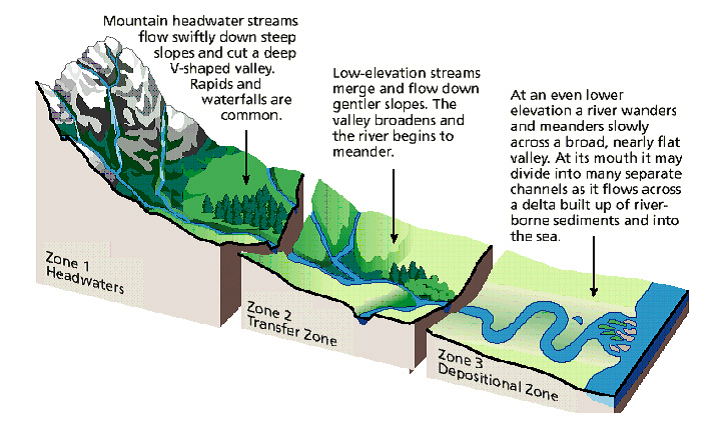 Mountain headwater streams
flow swiftly down steep
slopes and cut a deep
V-shaped valley.
Rapids and
waterfalls are
common.
Low-elevation streams
merge and flow down
gentler slopes. The
valley broadens and
the river begins to
meander.
At an even lower
elevation a river wanders
and meanders slowly
across a broad, nearly flat
valley. At its mouth it may
divide into many separate
channels as it flows across
a delta built up of river-
borne sediments and into
the sea.
Zone 1
Headwaters
Zone 2
Transfer Zone
Zone 3
Depositional Zone